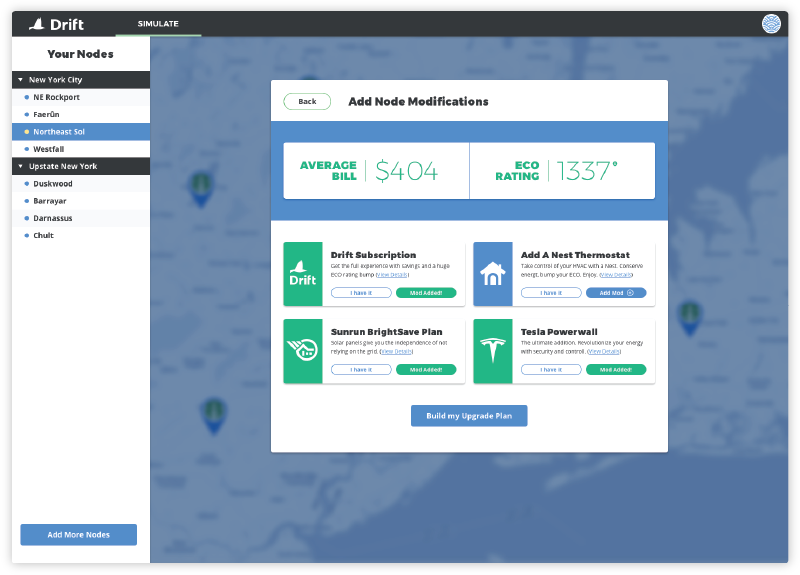 Drift
SIMULATE
Your Nodes
New York City
NE Rockport
Faerûn
Northeast Sol
Westfall
Upstate New York
Duskwood
Barrayar
Darnassus
Chult
Add More Nodes
Back
Add Node Modifications
AVERAGE
BILL
$404
ECO
RATING
1337°
Drift
Drift Subscription
Get the full experience with savings and a huge
ECO rating bump (View Details)
I have it
Mod Added!
Add A Nest Thermostat
Take control of your HVAC with a Nest. Conserve
energy, bump your ECO. Enjoy. (View Details)
I have it
Add Mod
Sunrun BrightSave Plan
Solar panels give you the independence of not
relying on the grid. (View Details)
I have it
Mod Added!
Tesla Powerwall
The ultimate addition. Revolutionize your energy
with security and controll. (View Details)
I have it
Mod Added!
Build my Upgrade Plan